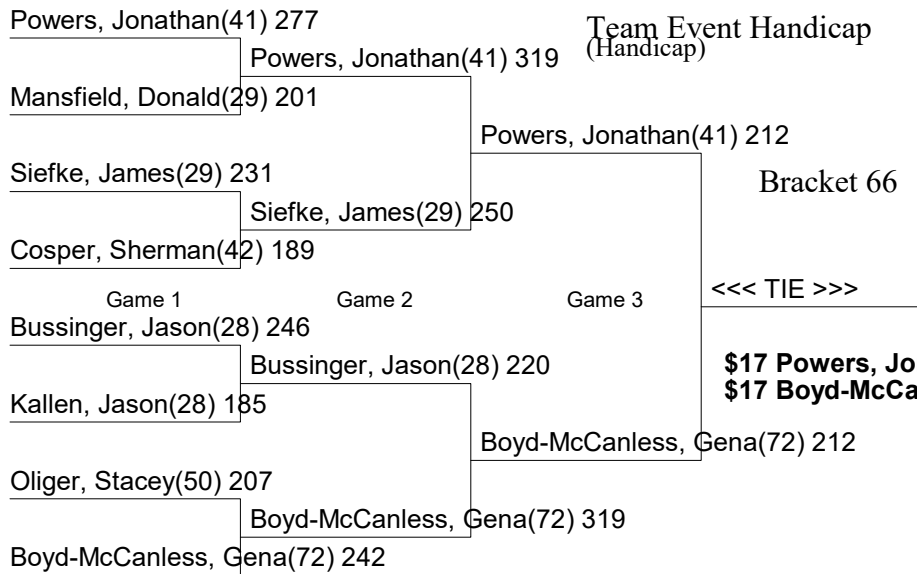 Powers, Jonathan(41) 277
Team Event Handicap
(Handicap)
Powers, Jonathan(41) 319
Mansfield, Donald(29) 201
Powers, Jonathan(41) 212
Siefke, James(29) 231
Bracket 66
Siefke, James(29) 250
Cosper, Sherman(42) 189
Game 1 Game 2 Game 3
<<< TIE >>>
Bussinger, Jason(28) 246
Bussinger, Jason(28) 220
$17 Powers, Jo
$17 Boyd-McCa
Kallen, Jason(28) 185
Boyd-McCanless, Gena(72) 212
Oliger, Stacey(50) 207
Boyd-McCanless, Gena(72) 319
Boyd-McCanless, Gena(72) 242